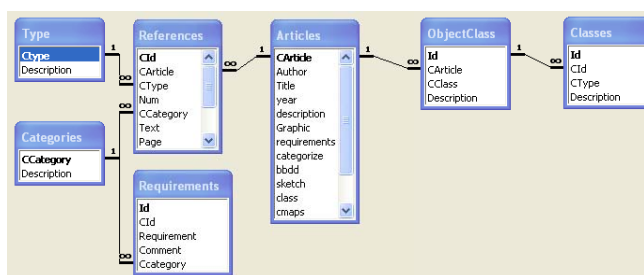 Type
Ctype
Description
References
CId
CArticle
CType
Num
CCategory
Text
Page
Articles
CArticle
Author
Title
year
description
Graphic
requirements
categorize
bbdd
sketch
class
cmaps
ObjectClass
Id
CArticle
CClass
Description
Classes
Id
CId
CType
Description
Categories
CCategory
Description
Requirements
Id
CId
Requirement
Comment
Ccategory
1
∞
∞
1
∞
1
∞
1
∞
1
∞